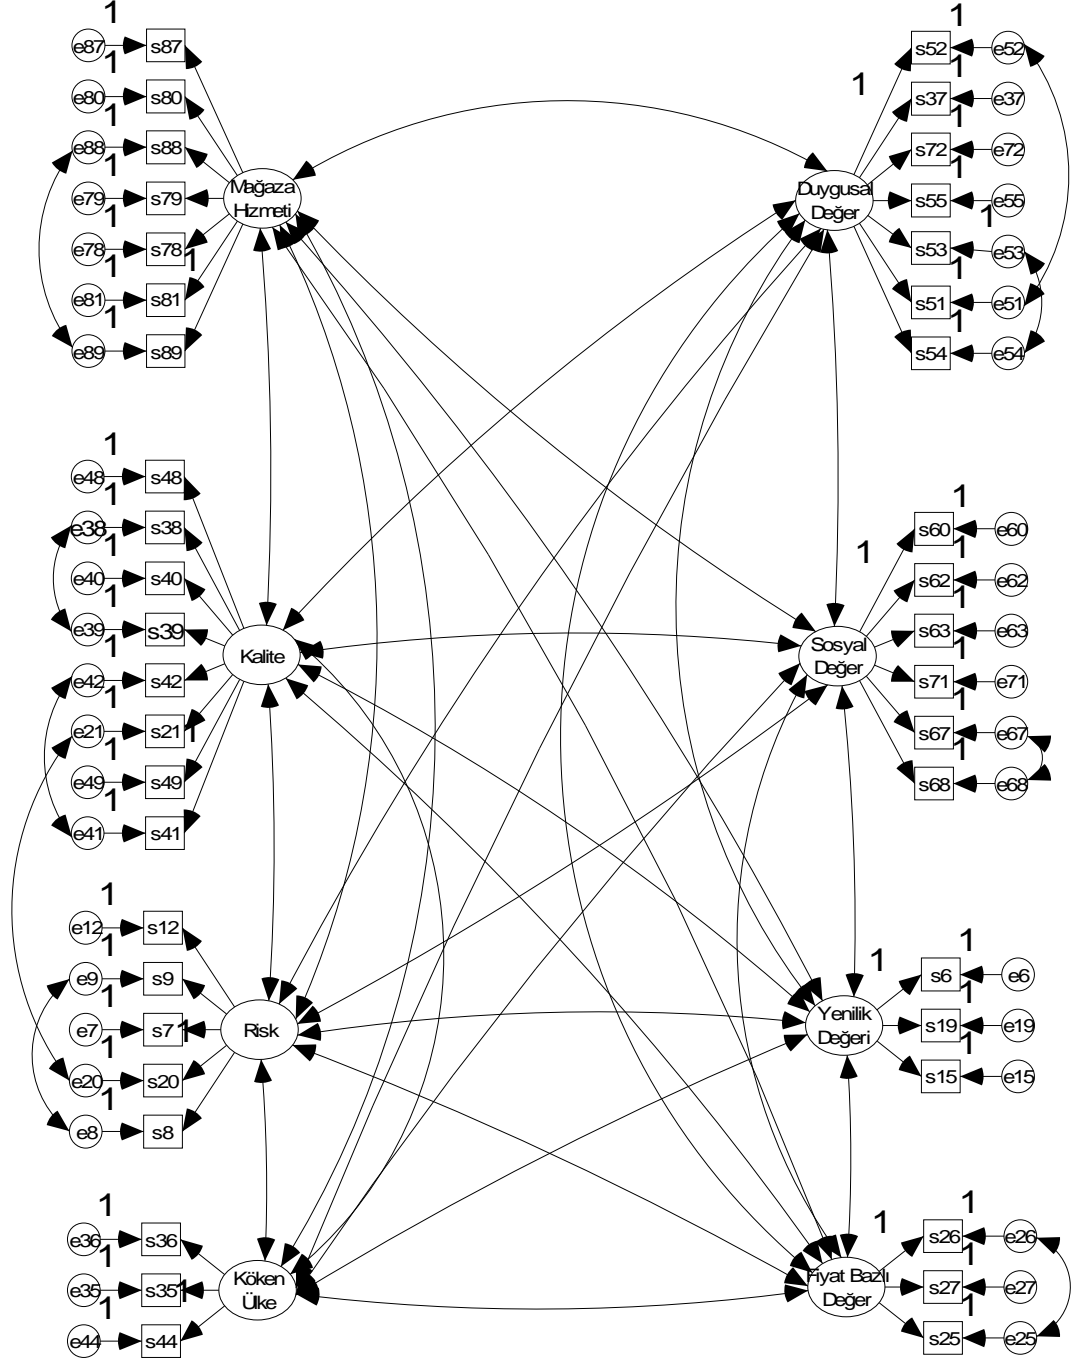 1
e87 s87
1
e80 s80
1
e88 s88
1
e79 s79
1
e78 s78
1
1
e81 s81
1
e89 s89
Mağaza
Hizmeti
1
e48 s48
1
e38 s38
1
e40 s40
1
e39 s39
1
e42 s42
1
e21 s21
1
1
e49 s49
1
e41 s41
Kalite
1
e12 s12
1
e9 s9
1
e7 s7
1
1
e20 s20
1
e8 s8
Risk
1
e36 s36
1
e35 s35
1
1
e44 s44
Köken
Ülke
1
s52 e52
1
1
s37 e37
1
s72 e72
1
s55 e55
1
s53 e53
1
s51 e51
1
s54 e54
Duygusal
Değer
1
s60 e60
1
1
s62 e62
1
s63 e63
1
s71 e71
1
s67 e67
1
s68 e68
Sosyal
Değer
1
1
s6 e6
1
s19 e19
1
s15 e15
Yenilik
Değeri
1
1
s26 e26
1
s27 e27
1
s25 e25
Fiyat Bazlı
Değer